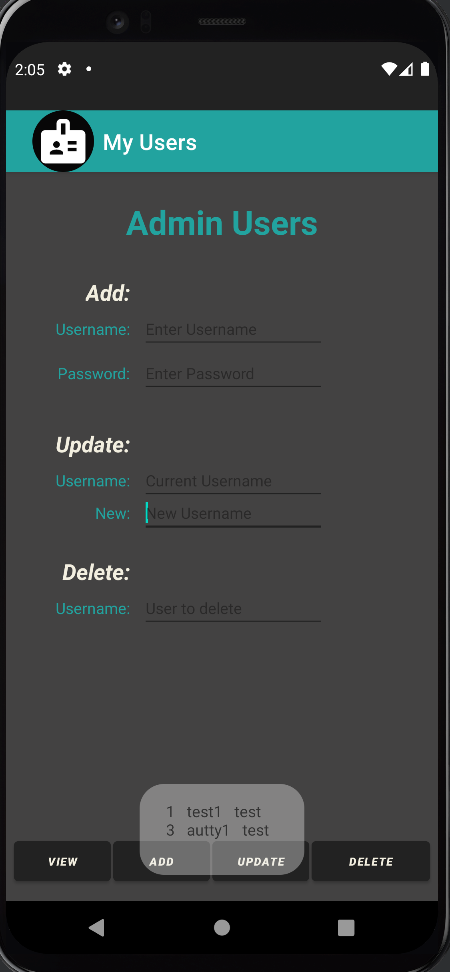 2:05
My Users
Admin Users
Add:
Username: Enter Username
Password: Enter Password
Update:
Username: Current Username
New: New Username
Delete:
Username: User to delete
1 test1 test
3 autty1 test
VIEW ADD UPDATE DELETE